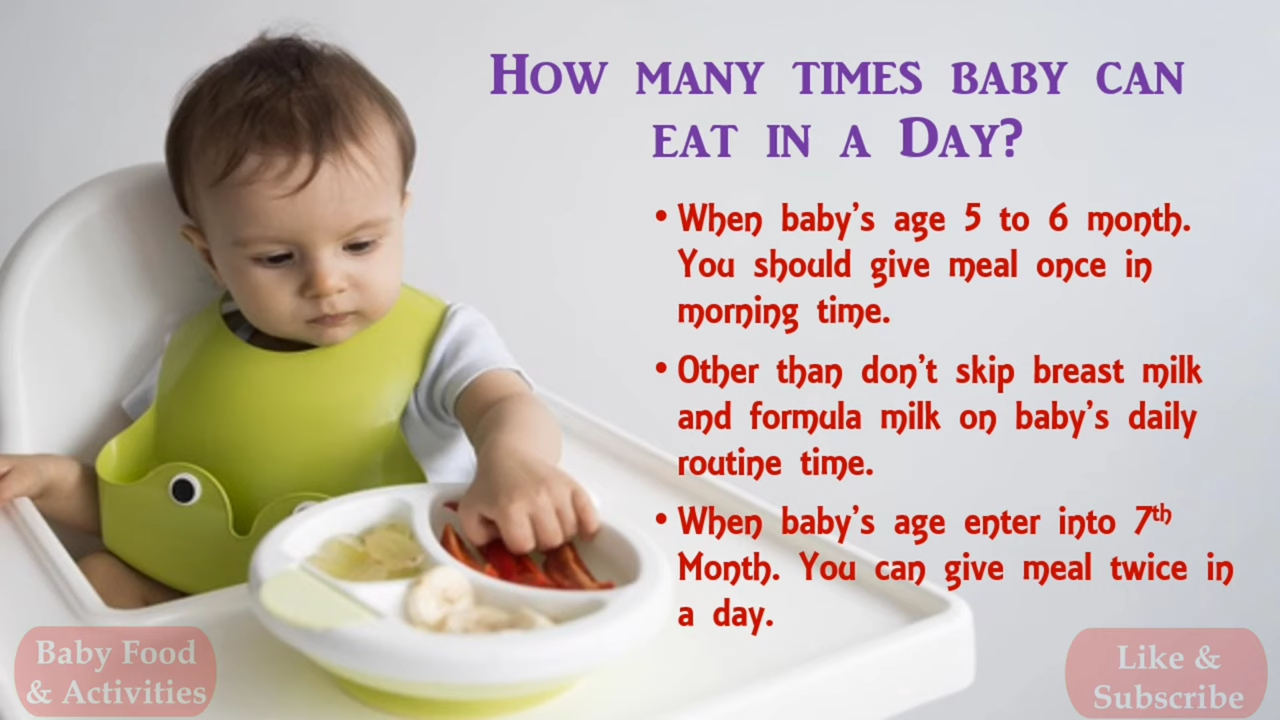 How many times baby can
eat in a Day?
• When baby's age 5 to 6 month.
You should give meal once in
morning time.
• Other than don't skip breast milk
and formula milk on baby's daily
routine time.
• When baby's age enter into 7th
Month. You can give meal twice in
a day.
Baby Food
& Activities
Like &
Subscribe